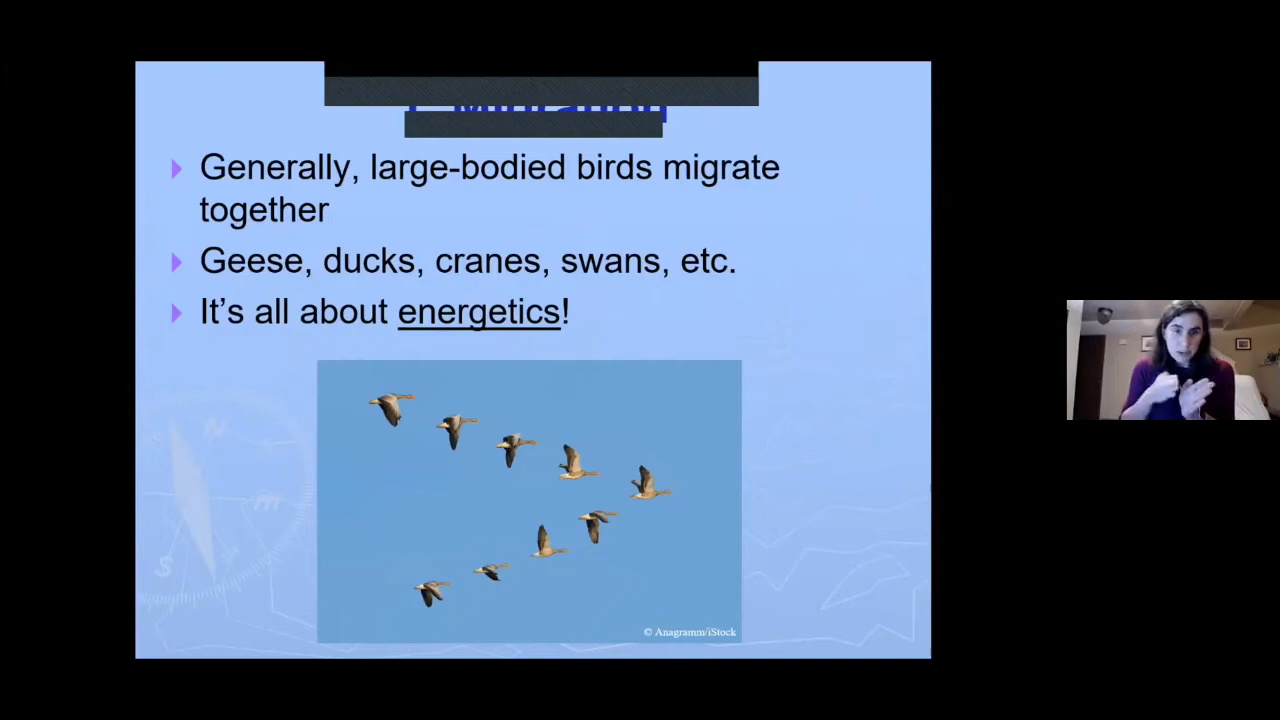 Generally, large-bodied birds migrate
together
Geese, ducks, cranes, swans, etc.
It's all about energetics!
© Anagramm/iStock